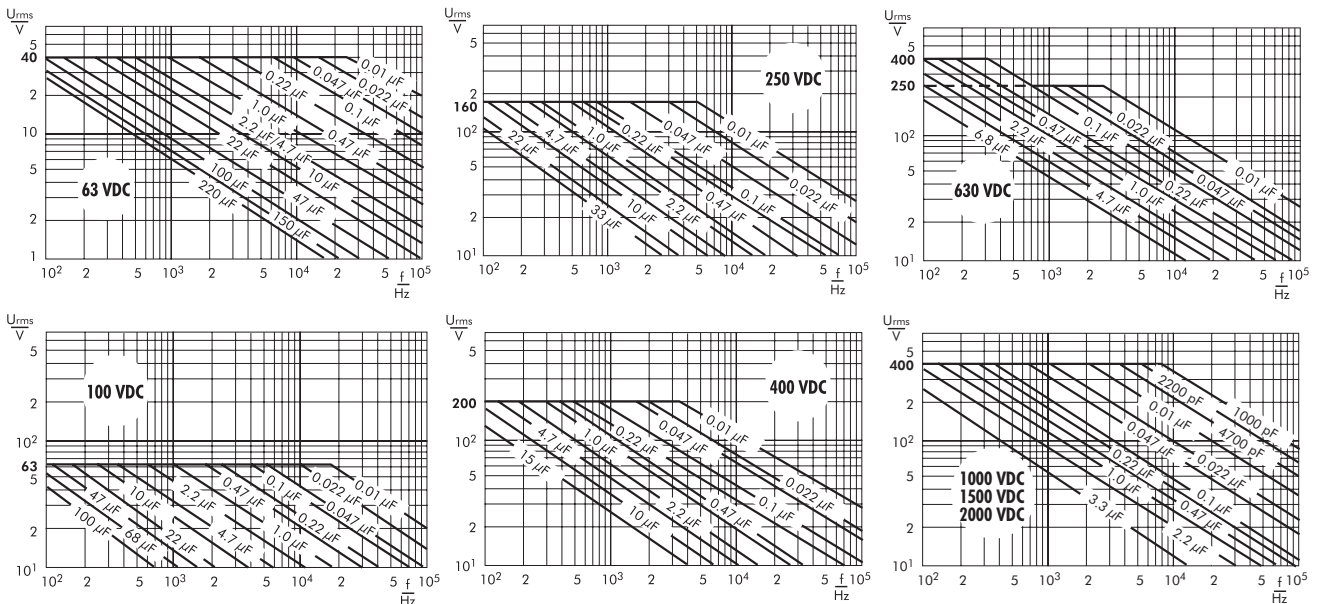 Urms
V
5
40
2
10
5
2
1
63 VDC
0.01 µF
0.022 µF
0.047 µF
0.1 µF
0.22 µF
0.47 µF
1.0 µF
2.2 µF/4.7 µF
10 µF
22 µF
47 µF
100 µF
150 µF
220 µF
10² 2 5 10³ 2 5 10⁴ 2 5 10⁵
f
Hz
Urms
V
5
2
160
10²
5
2
10¹
250 VDC
0.01 µF
0.022 µF
0.047 µF
0.1 µF
0.22 µF
0.47 µF
1.0 µF
2.2 µF
4.7 µF
10 µF
22 µF
33 µF
10² 2 5 10³ 2 5 10⁴ 2 10⁵
f
Hz
Urms
V
5
400
250
10²
5
2
10¹
630 VDC
0.01 µF
0.022 µF
0.047 µF
0.1 µF
0.22 µF
0.47 µF
1.0 µF
2.2 µF
4.7 µF
6.8 µF
10² 2 5 10³ 2 5 10⁴ 2 5 10⁵
f
Hz
Urms
V
5
2
10²
63
5
2
10¹
100 VDC
0.01 µF
0.022 µF
0.047 µF
0.1 µF
0.22 µF
0.47 µF
1.0 µF
2.2 µF
4.7 µF
10 µF
22 µF
47 µF
68 µF
100 µF
10² 2 5 10³ 2 5 10⁴ 2 5 10⁵
f
Hz
Urms
V
5
200
10²
5
2
10¹
400 VDC
0.01 µF
0.022 µF
0.047 µF
0.1 µF
0.22 µF
0.47 µF
1.0 µF
2.2 µF
4.7 µF
10 µF
15 µF
10² 2 5 10³ 2 5 10⁴ 2 5 10⁵
f
Hz
Urms
V
5
400
2
10²
5
2
10¹
1000 VDC
1500 VDC
2000 VDC
1000 pF
2200 pF
4700 pF
0.01 µF
0.022 µF
0.047 µF
0.1 µF
0.22 µF
0.47 µF
1.0 µF
2.2 µF
3.3 µF
10² 2 5 10³ 2 5 10⁴ 2 5 10⁵
f
Hz